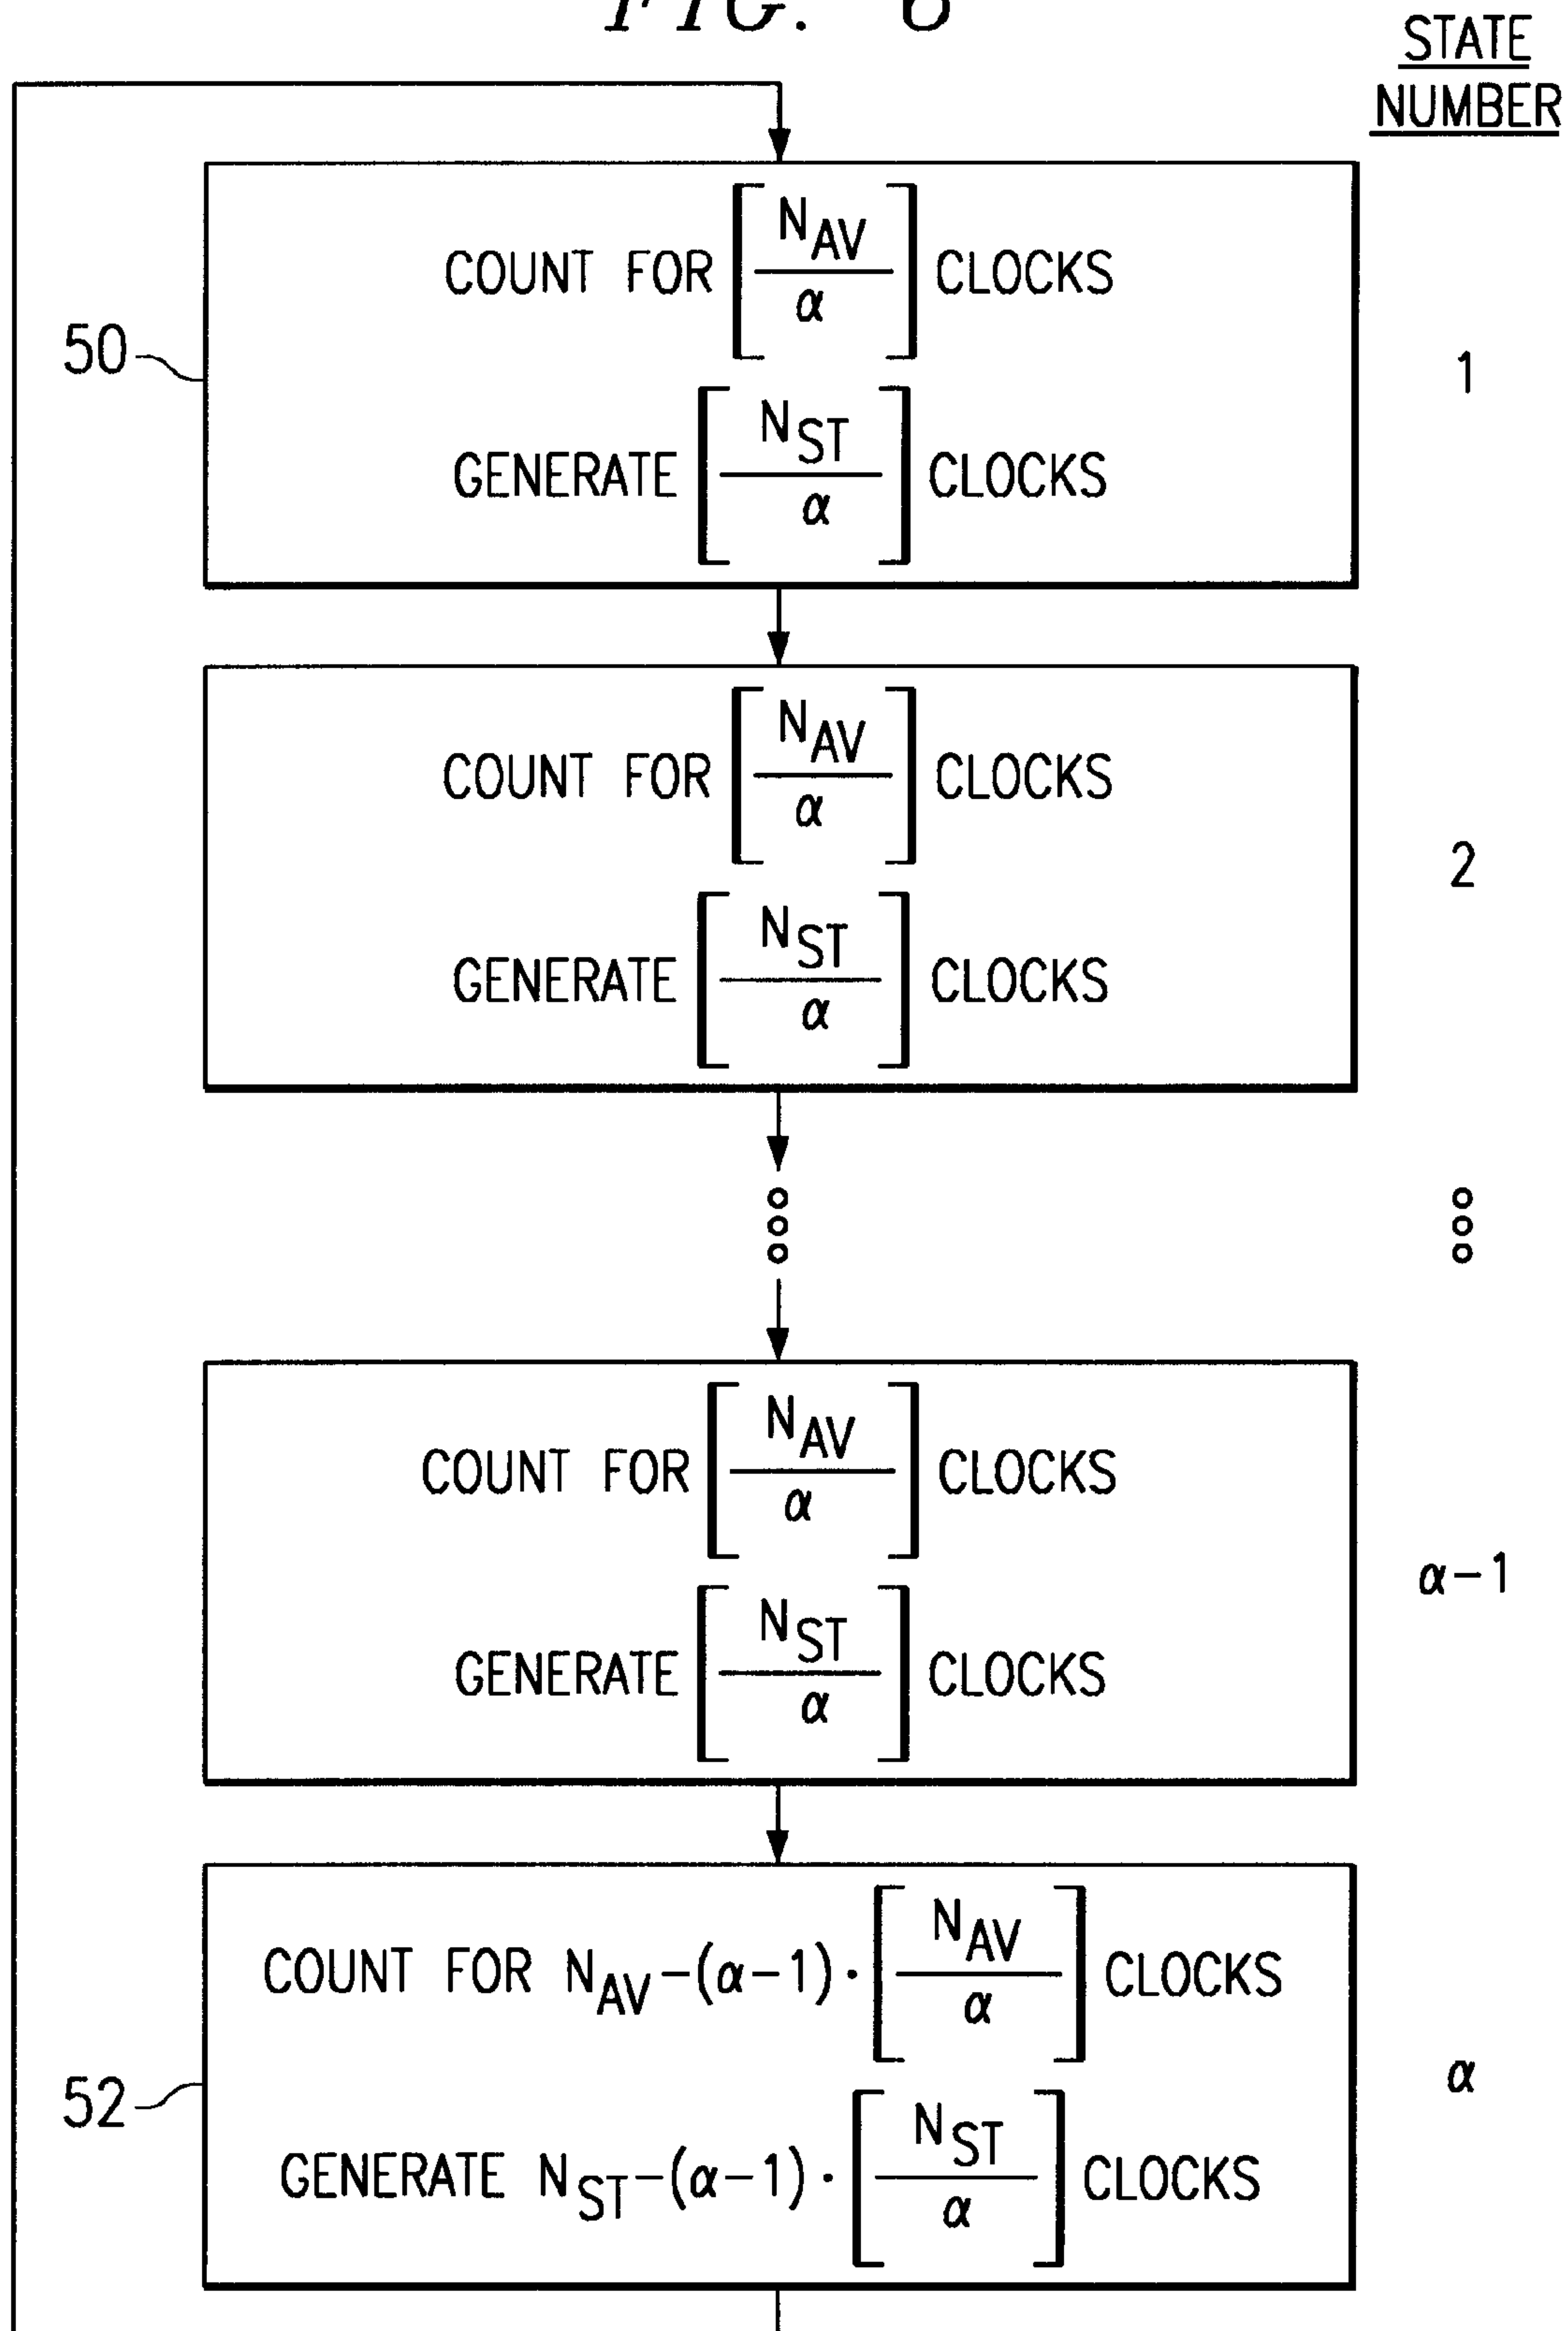 FIG. 6
STATE
NUMBER
COUNT FOR [N_AV / α] CLOCKS
50
1
GENERATE [N_ST / α] CLOCKS
COUNT FOR [N_AV / α] CLOCKS
2
GENERATE [N_ST / α] CLOCKS
COUNT FOR [N_AV / α] CLOCKS
α-1
GENERATE [N_ST / α] CLOCKS
COUNT FOR N_AV-(α-1)·[N_AV / α] CLOCKS
52
α
GENERATE N_ST-(α-1)·[N_ST / α] CLOCKS